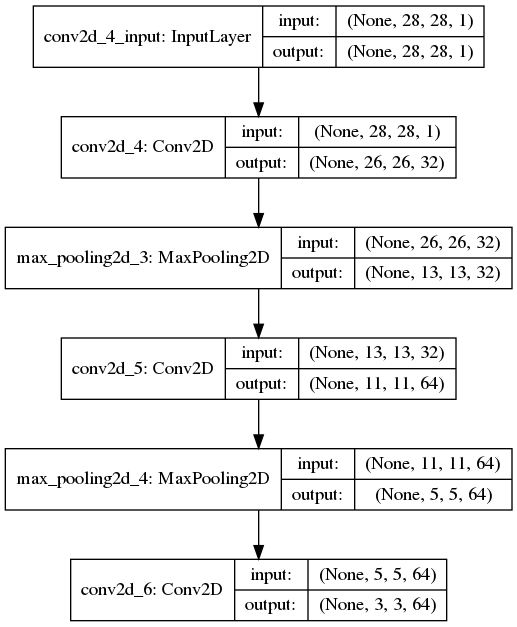 conv2d_4_input: InputLayer
input: (None, 28, 28, 1)
output: (None, 28, 28, 1)
conv2d_4: Conv2D
input: (None, 28, 28, 1)
output: (None, 26, 26, 32)
max_pooling2d_3: MaxPooling2D
input: (None, 26, 26, 32)
output: (None, 13, 13, 32)
conv2d_5: Conv2D
input: (None, 13, 13, 32)
output: (None, 11, 11, 64)
max_pooling2d_4: MaxPooling2D
input: (None, 11, 11, 64)
output: (None, 5, 5, 64)
conv2d_6: Conv2D
input: (None, 5, 5, 64)
output: (None, 3, 3, 64)